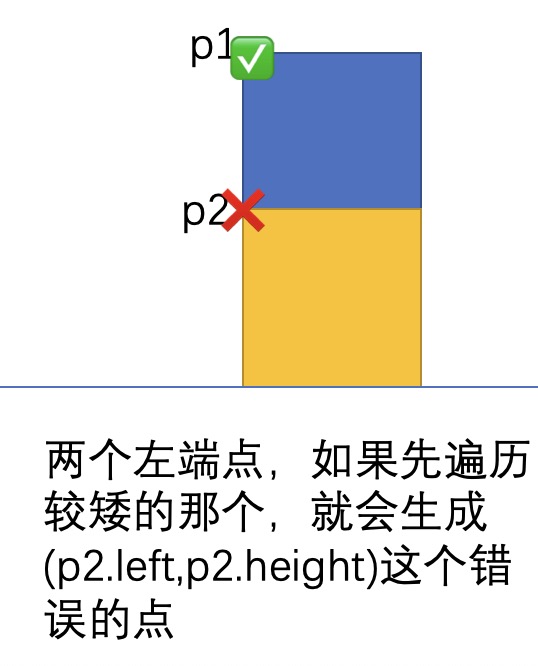 p1
p2
两个左端点，如果先遍历
较矮的那个，就会生成
(p2.left,p2.height)这个错
误的点